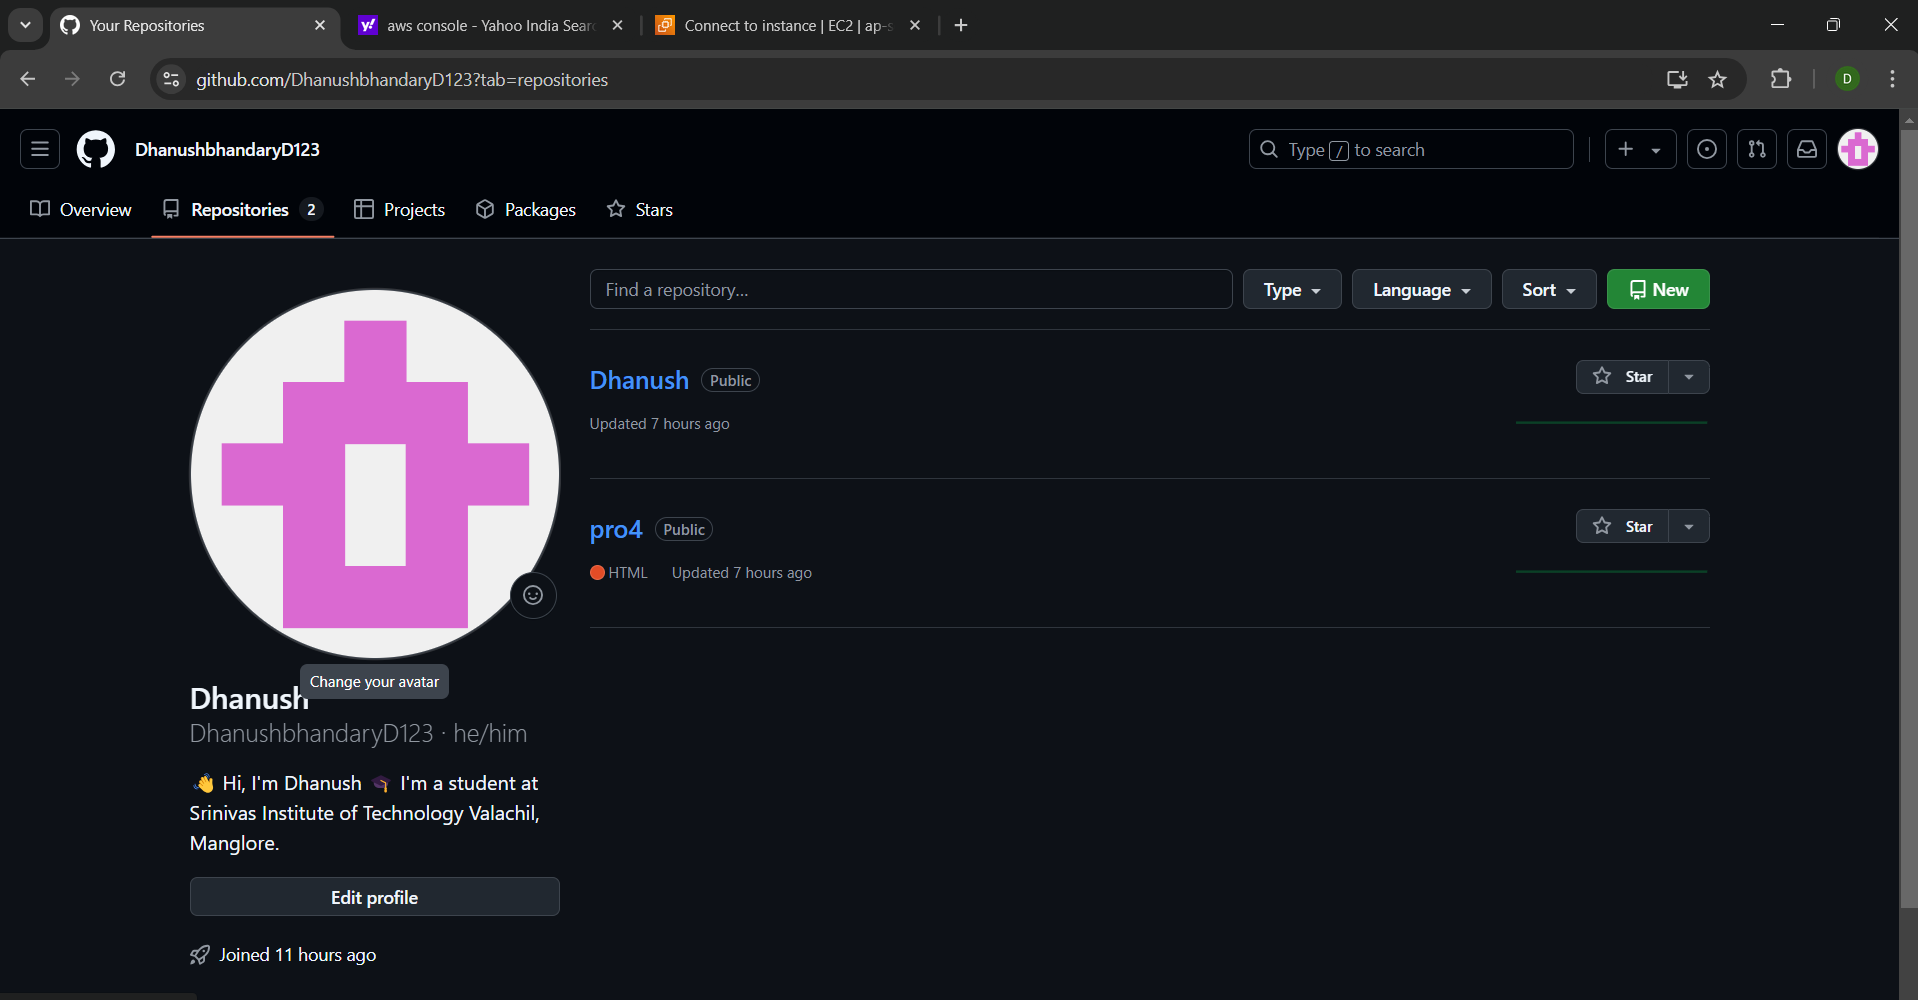 Your Repositories
aws console - Yahoo India Sear
Connect to instance | EC2 | ap-s
github.com/DhanushbhandaryD123?tab=repositories
D
DhanushbhandaryD123
Type / to search
Overview
Repositories 2
Projects
Packages
Stars
Find a repository...
Type
Language
Sort
New
Dhanush Public
Star
Updated 7 hours ago
pro4 Public
Star
HTML Updated 7 hours ago
Change your avatar
Dhanush
DhanushbhandaryD123 · he/him
👋 Hi, I'm Dhanush 🎓 I'm a student at
Srinivas Institute of Technology Valachil,
Manglore.
Edit profile
Joined 11 hours ago